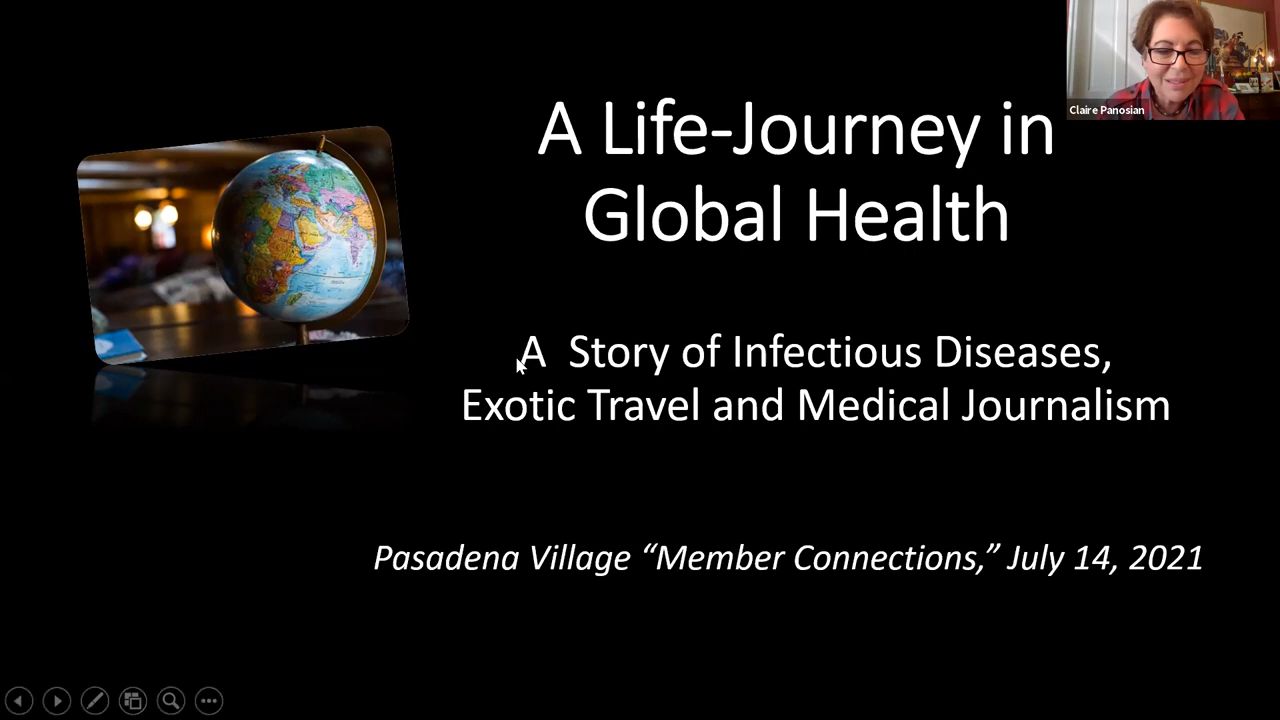 Claire Panosian
A Life-Journey in
Global Health
A Story of Infectious Diseases,
Exotic Travel and Medical Journalism
Pasadena Village “Member Connections,” July 14, 2021